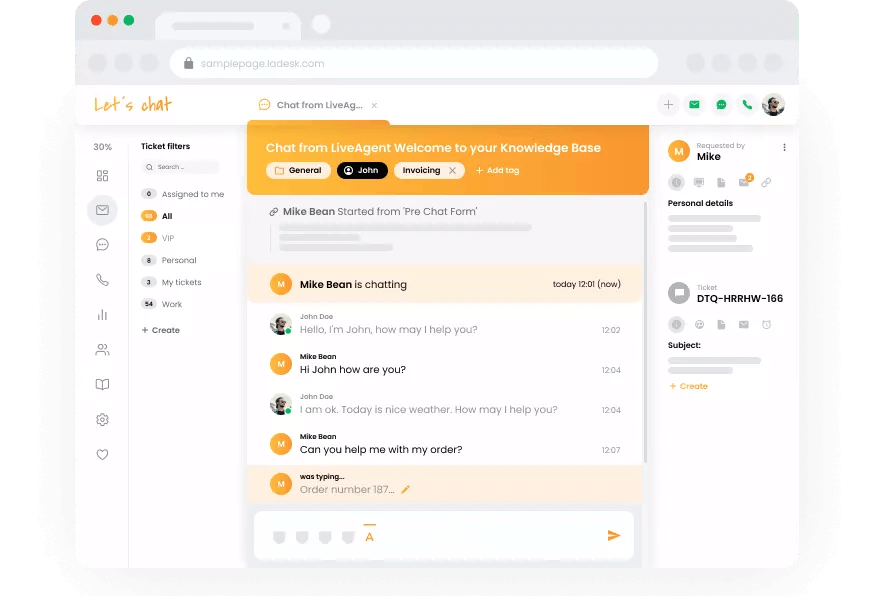 samplepage.ladesk.com
Let's chat
Chat from LiveAg...
30%
Ticket filters
Search ...
0 Assigned to me
All
2 VIP
8 Personal
3 My tickets
54 Work
+ Create
Chat from LiveAgent Welcome to your Knowledge Base
General
John
Invoicing
+ Add tag
Mike Bean Started from 'Pre Chat Form'
M
Mike Bean is chatting
today 12:01 (now)
John Doe
Hello, I'm John, how may I help you?
12:02
M
Mike Bean
Hi John how are you?
12:04
John Doe
I am ok. Today is nice weather. How may I help you?
12:04
M
Mike Bean
Can you help me with my order?
12:07
M
was typing...
Order number 187...
A
M
Requested by
Mike
2
Personal details
Ticket
DTQ-HRRHW-166
Subject:
+ Create